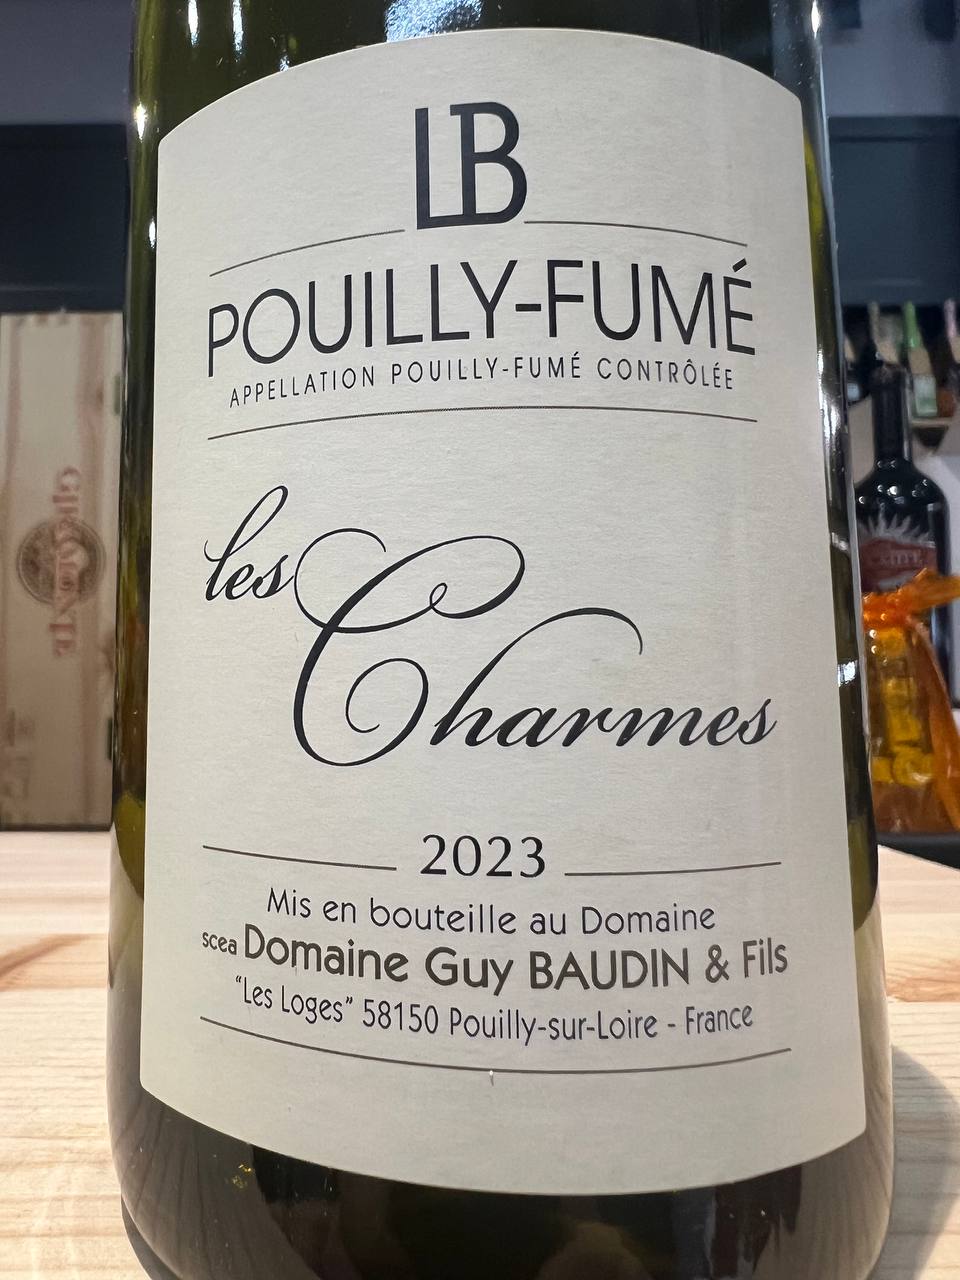 LB
POUILLY-FUMÉ
APPELLATION POUILLY-FUMÉ CONTRÔLÉE
les
Charmes
2023
Mis en bouteille au Domaine
scea Domaine Guy BAUDIN & Fils
"Les Loges" 58150 Pouilly-sur-Loire - France